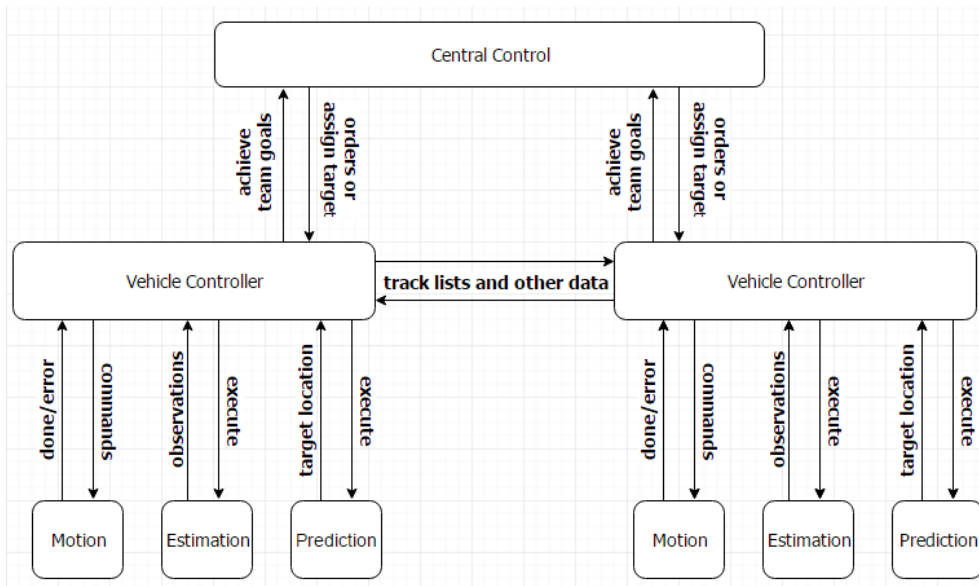 Central Control
achieve
team goals
orders or
assign target
achieve
team goals
orders or
assign target
Vehicle Controller
track lists and other data
Vehicle Controller
done/error
commands
observations
execute
target location
execute
done/error
commands
observations
execute
target location
execute
Motion
Estimation
Prediction
Motion
Estimation
Prediction